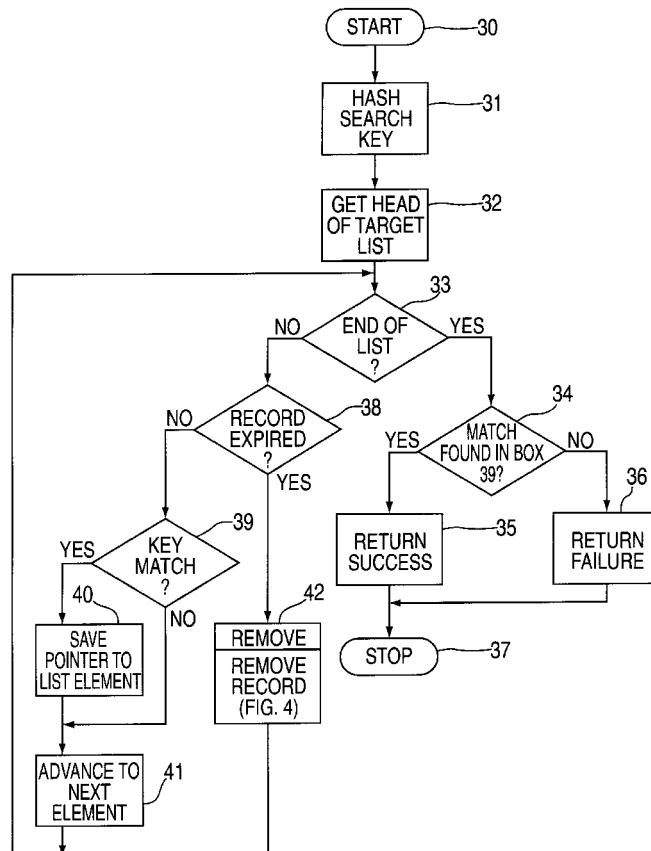 START
30
HASH
SEARCH
KEY
31
GET HEAD
OF TARGET
LIST
32
33
END OF
LIST
?
NO
YES
38
RECORD
EXPIRED
?
NO
YES
34
MATCH
FOUND IN BOX
39?
YES
NO
39
KEY
MATCH
?
YES
NO
35
RETURN
SUCCESS
36
RETURN
FAILURE
40
SAVE
POINTER TO
LIST ELEMENT
42
REMOVE
REMOVE
RECORD
(FIG. 4)
STOP
37
ADVANCE TO
NEXT
ELEMENT
41